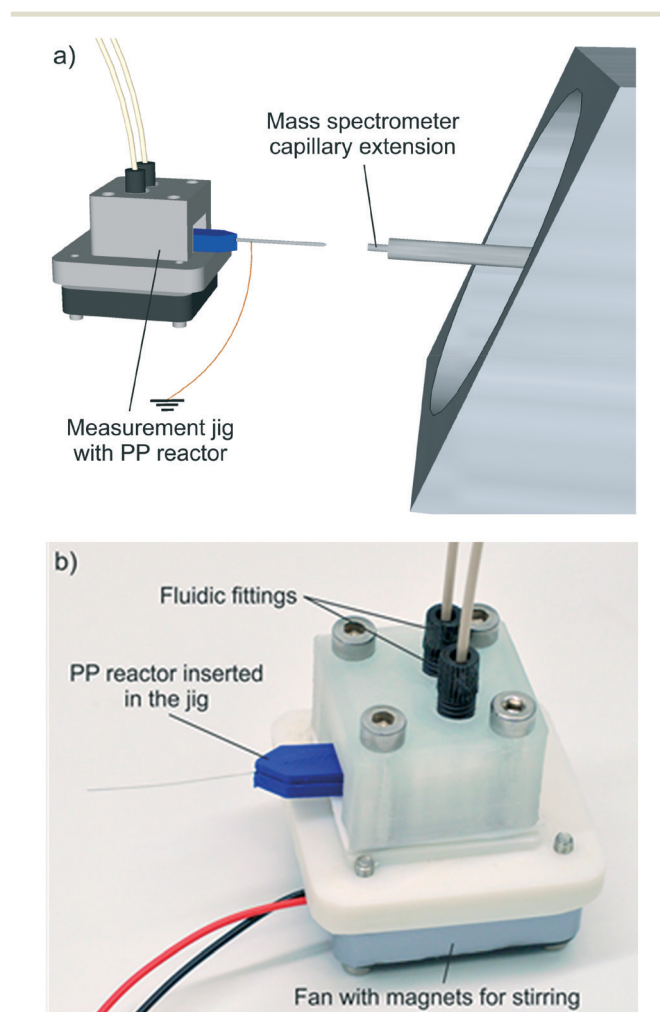 a)
Mass spectrometer
capillary extension
Measurement jig
with PP reactor
b)
Fluidic fittings
PP reactor inserted
in the jig
Fan with magnets for stirring